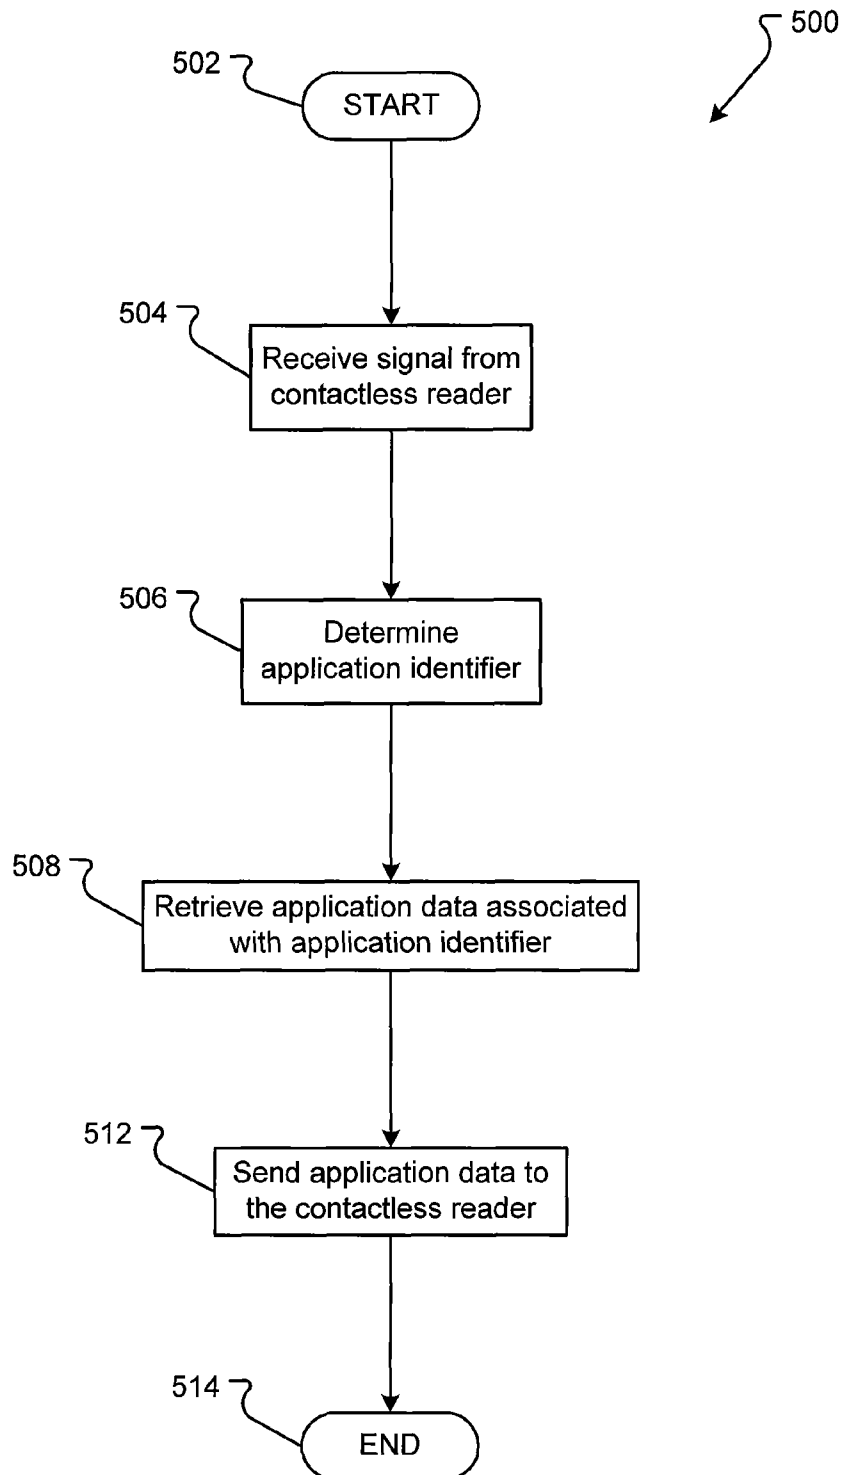 500
502
START
504
Receive signal from
contactless reader
506
Determine
application identifier
508
Retrieve application data associated
with application identifier
512
Send application data to
the contactless reader
514
END